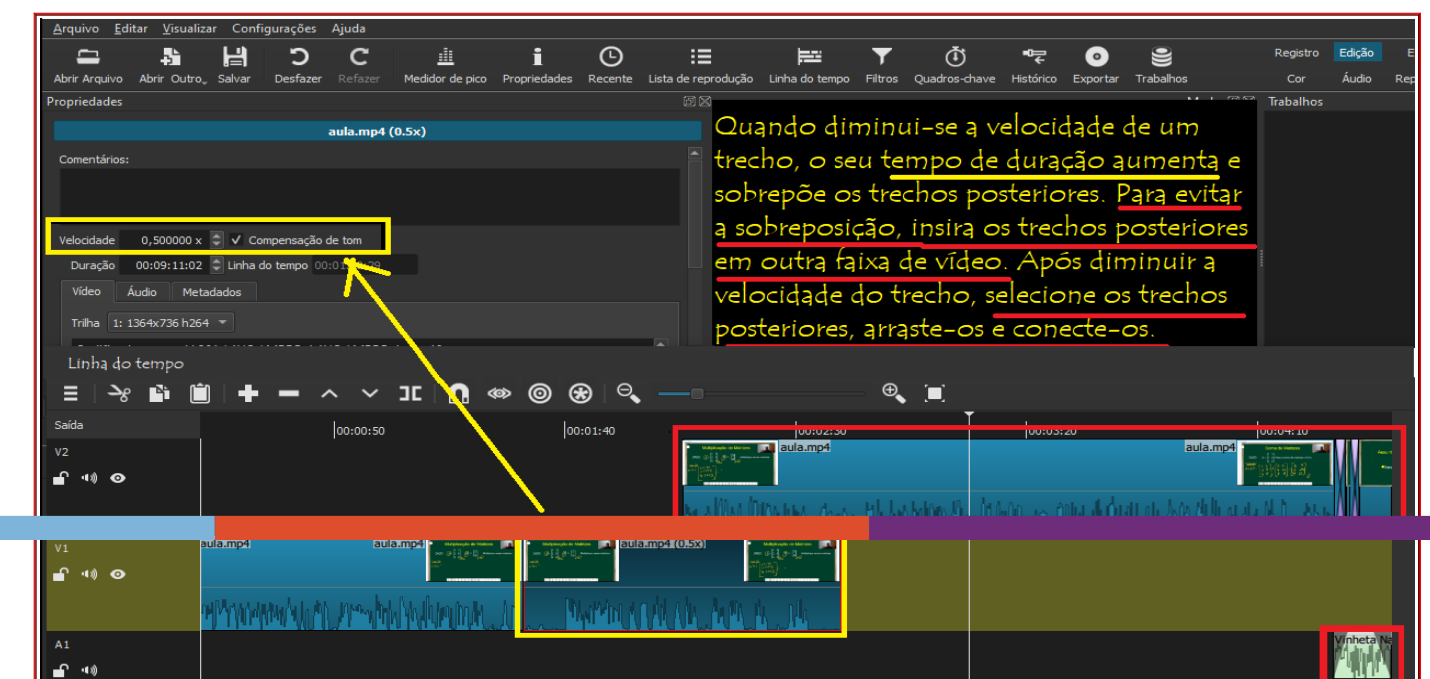 Arquivo Editar Visualizar Configurações Ajuda
Abrir Arquivo Abrir Outro Salvar Desfazer Refazer Medidor de pico Propriedades Recente Lista de reprodução Linha do tempo Filtros Quadros-chave Histórico Exportar Trabalhos
Registro Edição
Cor Áudio
Propriedades
Trabalhos
aula.mp4 (0.5x)
Comentários:
Velocidade 0,500000 x Compensação de tom
Duração 00:09:11:02 Linha do tempo
Vídeo Áudio Metadados
Trilha 1: 1364x736 h264
Quando diminui-se a velocidade de um
trecho, o seu tempo de duração aumenta e
sobrepõe os trechos posteriores. Para evitar
a sobreposição, insira os trechos posteriores
em outra faixa de vídeo. Após diminuir a
velocidade do trecho, selecione os trechos
posteriores, arraste-os e conecte-os.
Linha do tempo
Saída
00:00:50 00:01:40 00:02:30 00:03:20 00:04:10
V2
aula.mp4 aula.mp4
V1
aula.mp4 aula.mp4 aula.mp4 (0.5x)
A1
Vinheta Na